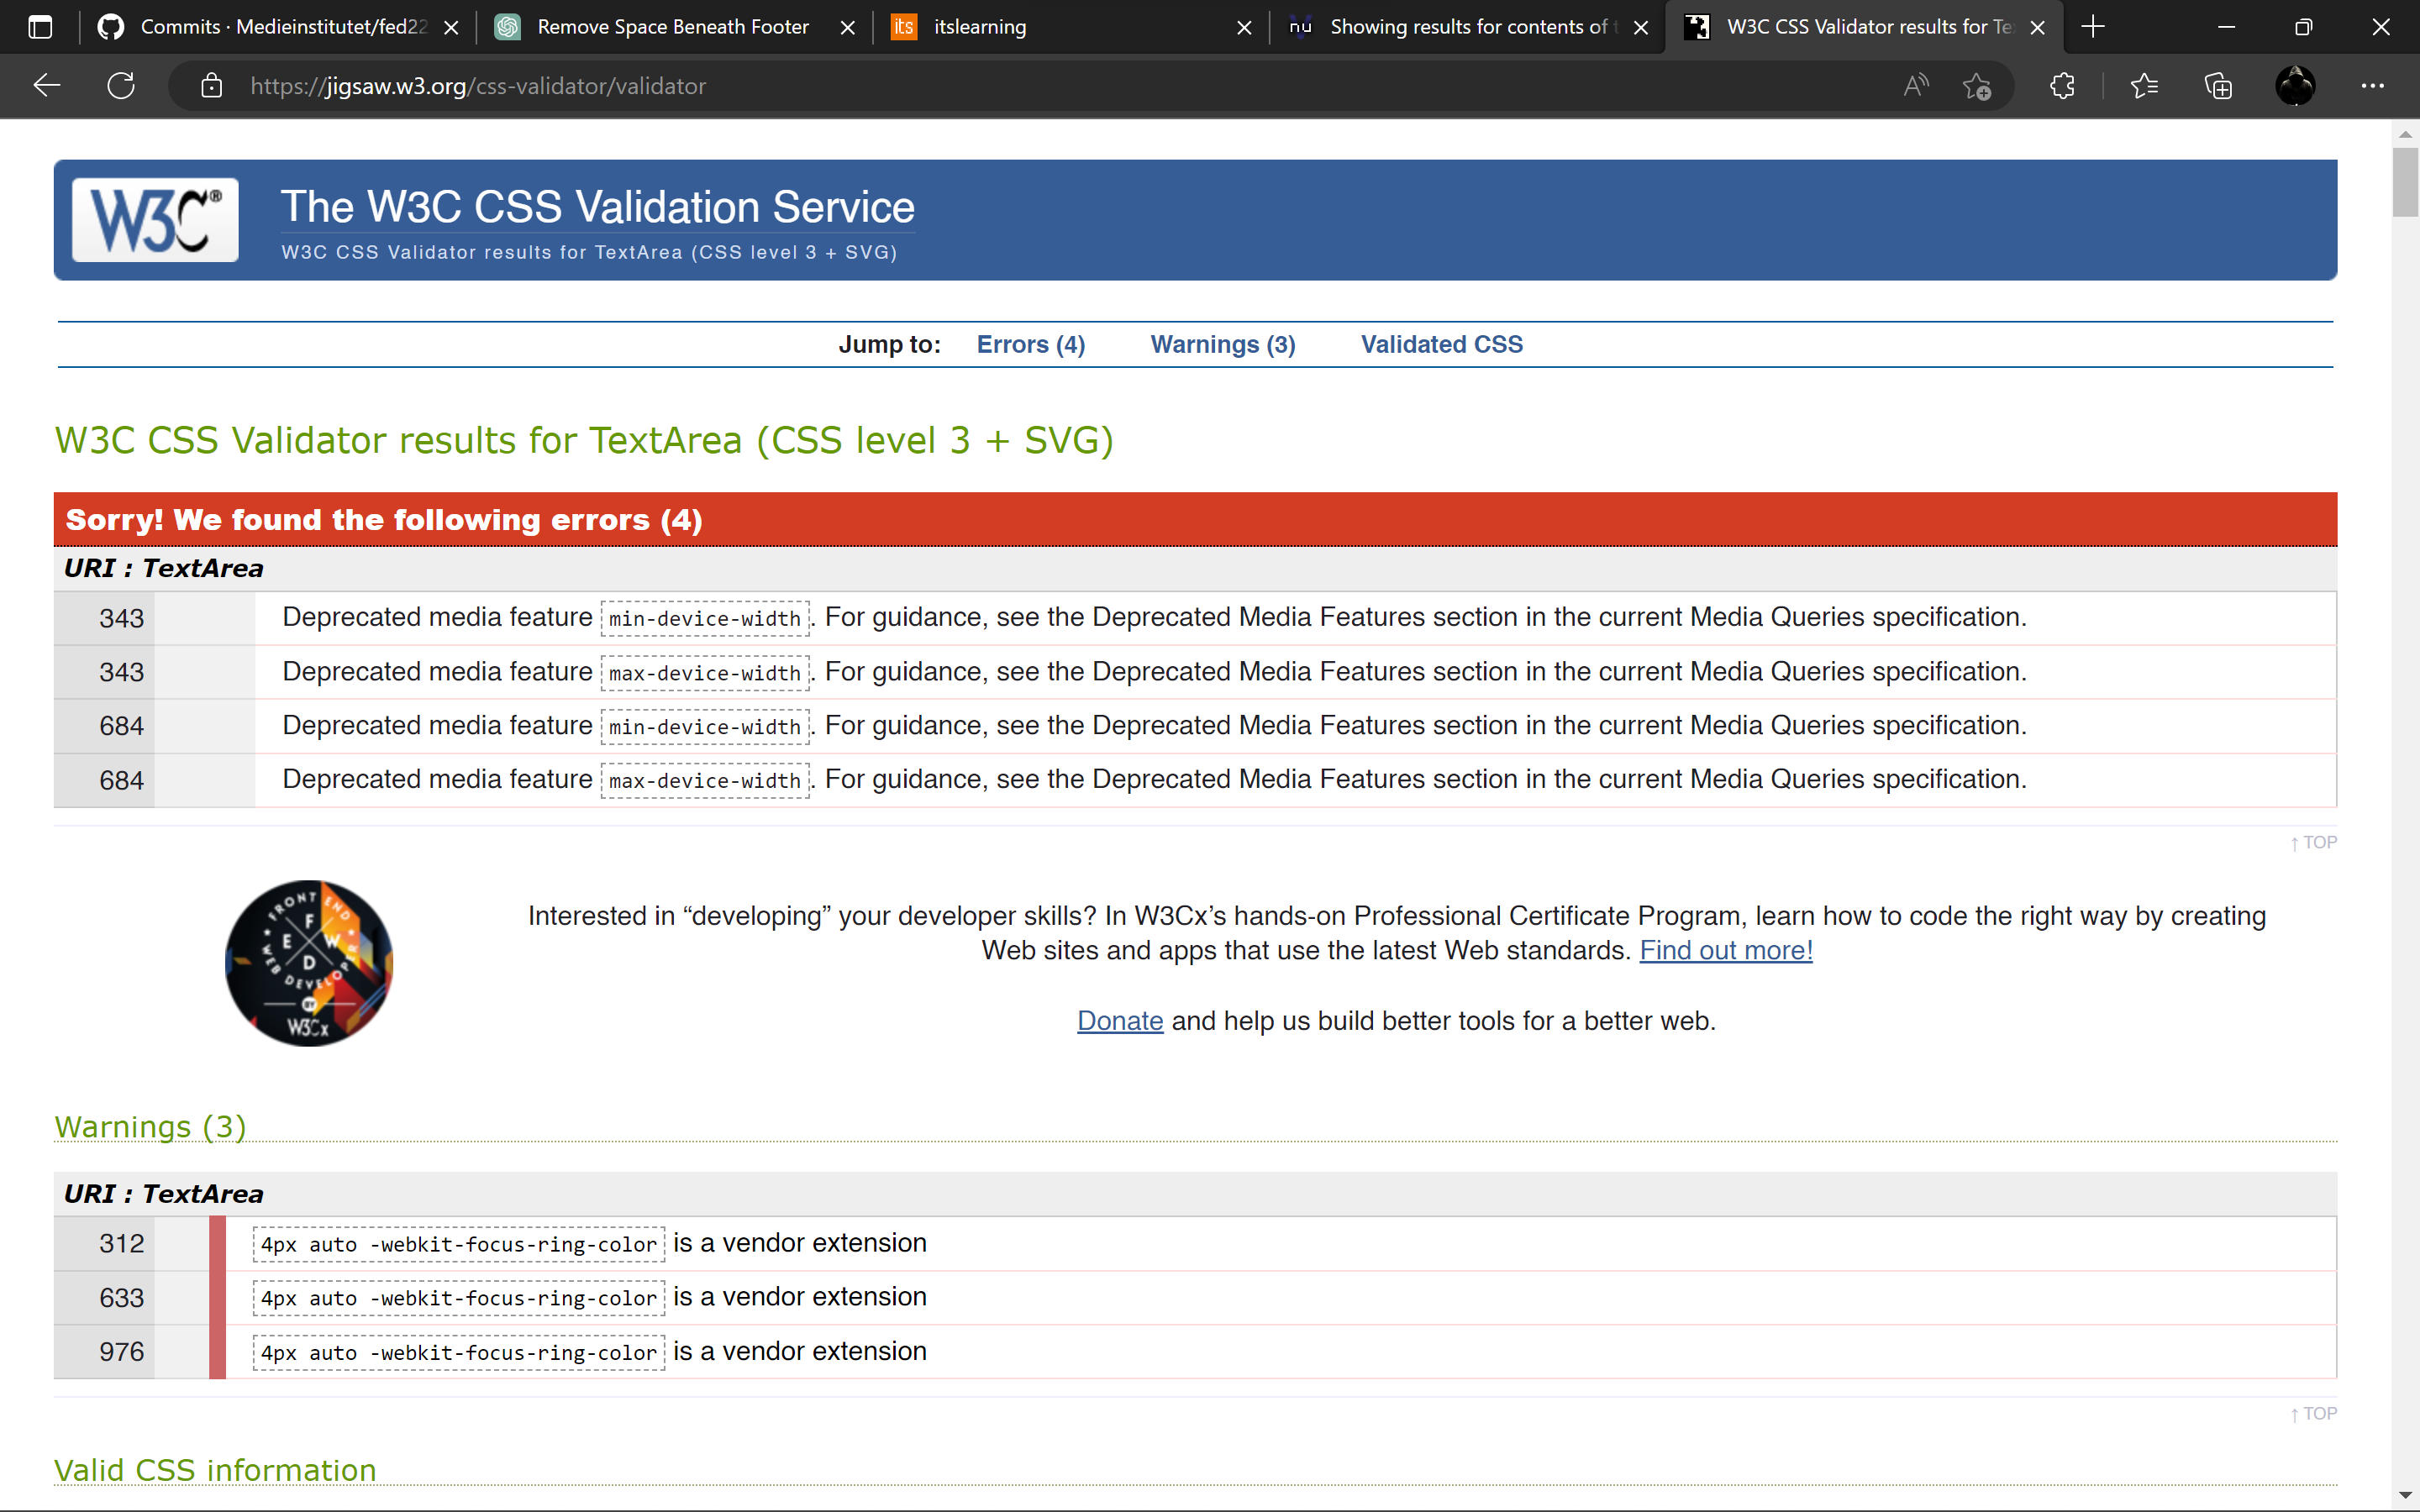 Commits · Medieinstitutet/fed22
Remove Space Beneath Footer
its itslearning
nu Showing results for contents of t
W3C CSS Validator results for Te
https://jigsaw.w3.org/css-validator/validator
W3C®
The W3C CSS Validation Service
W3C CSS Validator results for TextArea (CSS level 3 + SVG)
Jump to: Errors (4) Warnings (3) Validated CSS
W3C CSS Validator results for TextArea (CSS level 3 + SVG)
Sorry! We found the following errors (4)
URI : TextArea
343 Deprecated media feature min-device-width. For guidance, see the Deprecated Media Features section in the current Media Queries specification.
343 Deprecated media feature max-device-width. For guidance, see the Deprecated Media Features section in the current Media Queries specification.
684 Deprecated media feature min-device-width. For guidance, see the Deprecated Media Features section in the current Media Queries specification.
684 Deprecated media feature max-device-width. For guidance, see the Deprecated Media Features section in the current Media Queries specification.
↑ TOP
FRONT END
F
E W
D
WEB DEVELOPER
BY
W3Cx
Interested in “developing” your developer skills? In W3Cx’s hands-on Professional Certificate Program, learn how to code the right way by creating
Web sites and apps that use the latest Web standards. Find out more!
Donate and help us build better tools for a better web.
Warnings (3)
URI : TextArea
312 4px auto -webkit-focus-ring-color is a vendor extension
633 4px auto -webkit-focus-ring-color is a vendor extension
976 4px auto -webkit-focus-ring-color is a vendor extension
↑ TOP
Valid CSS information